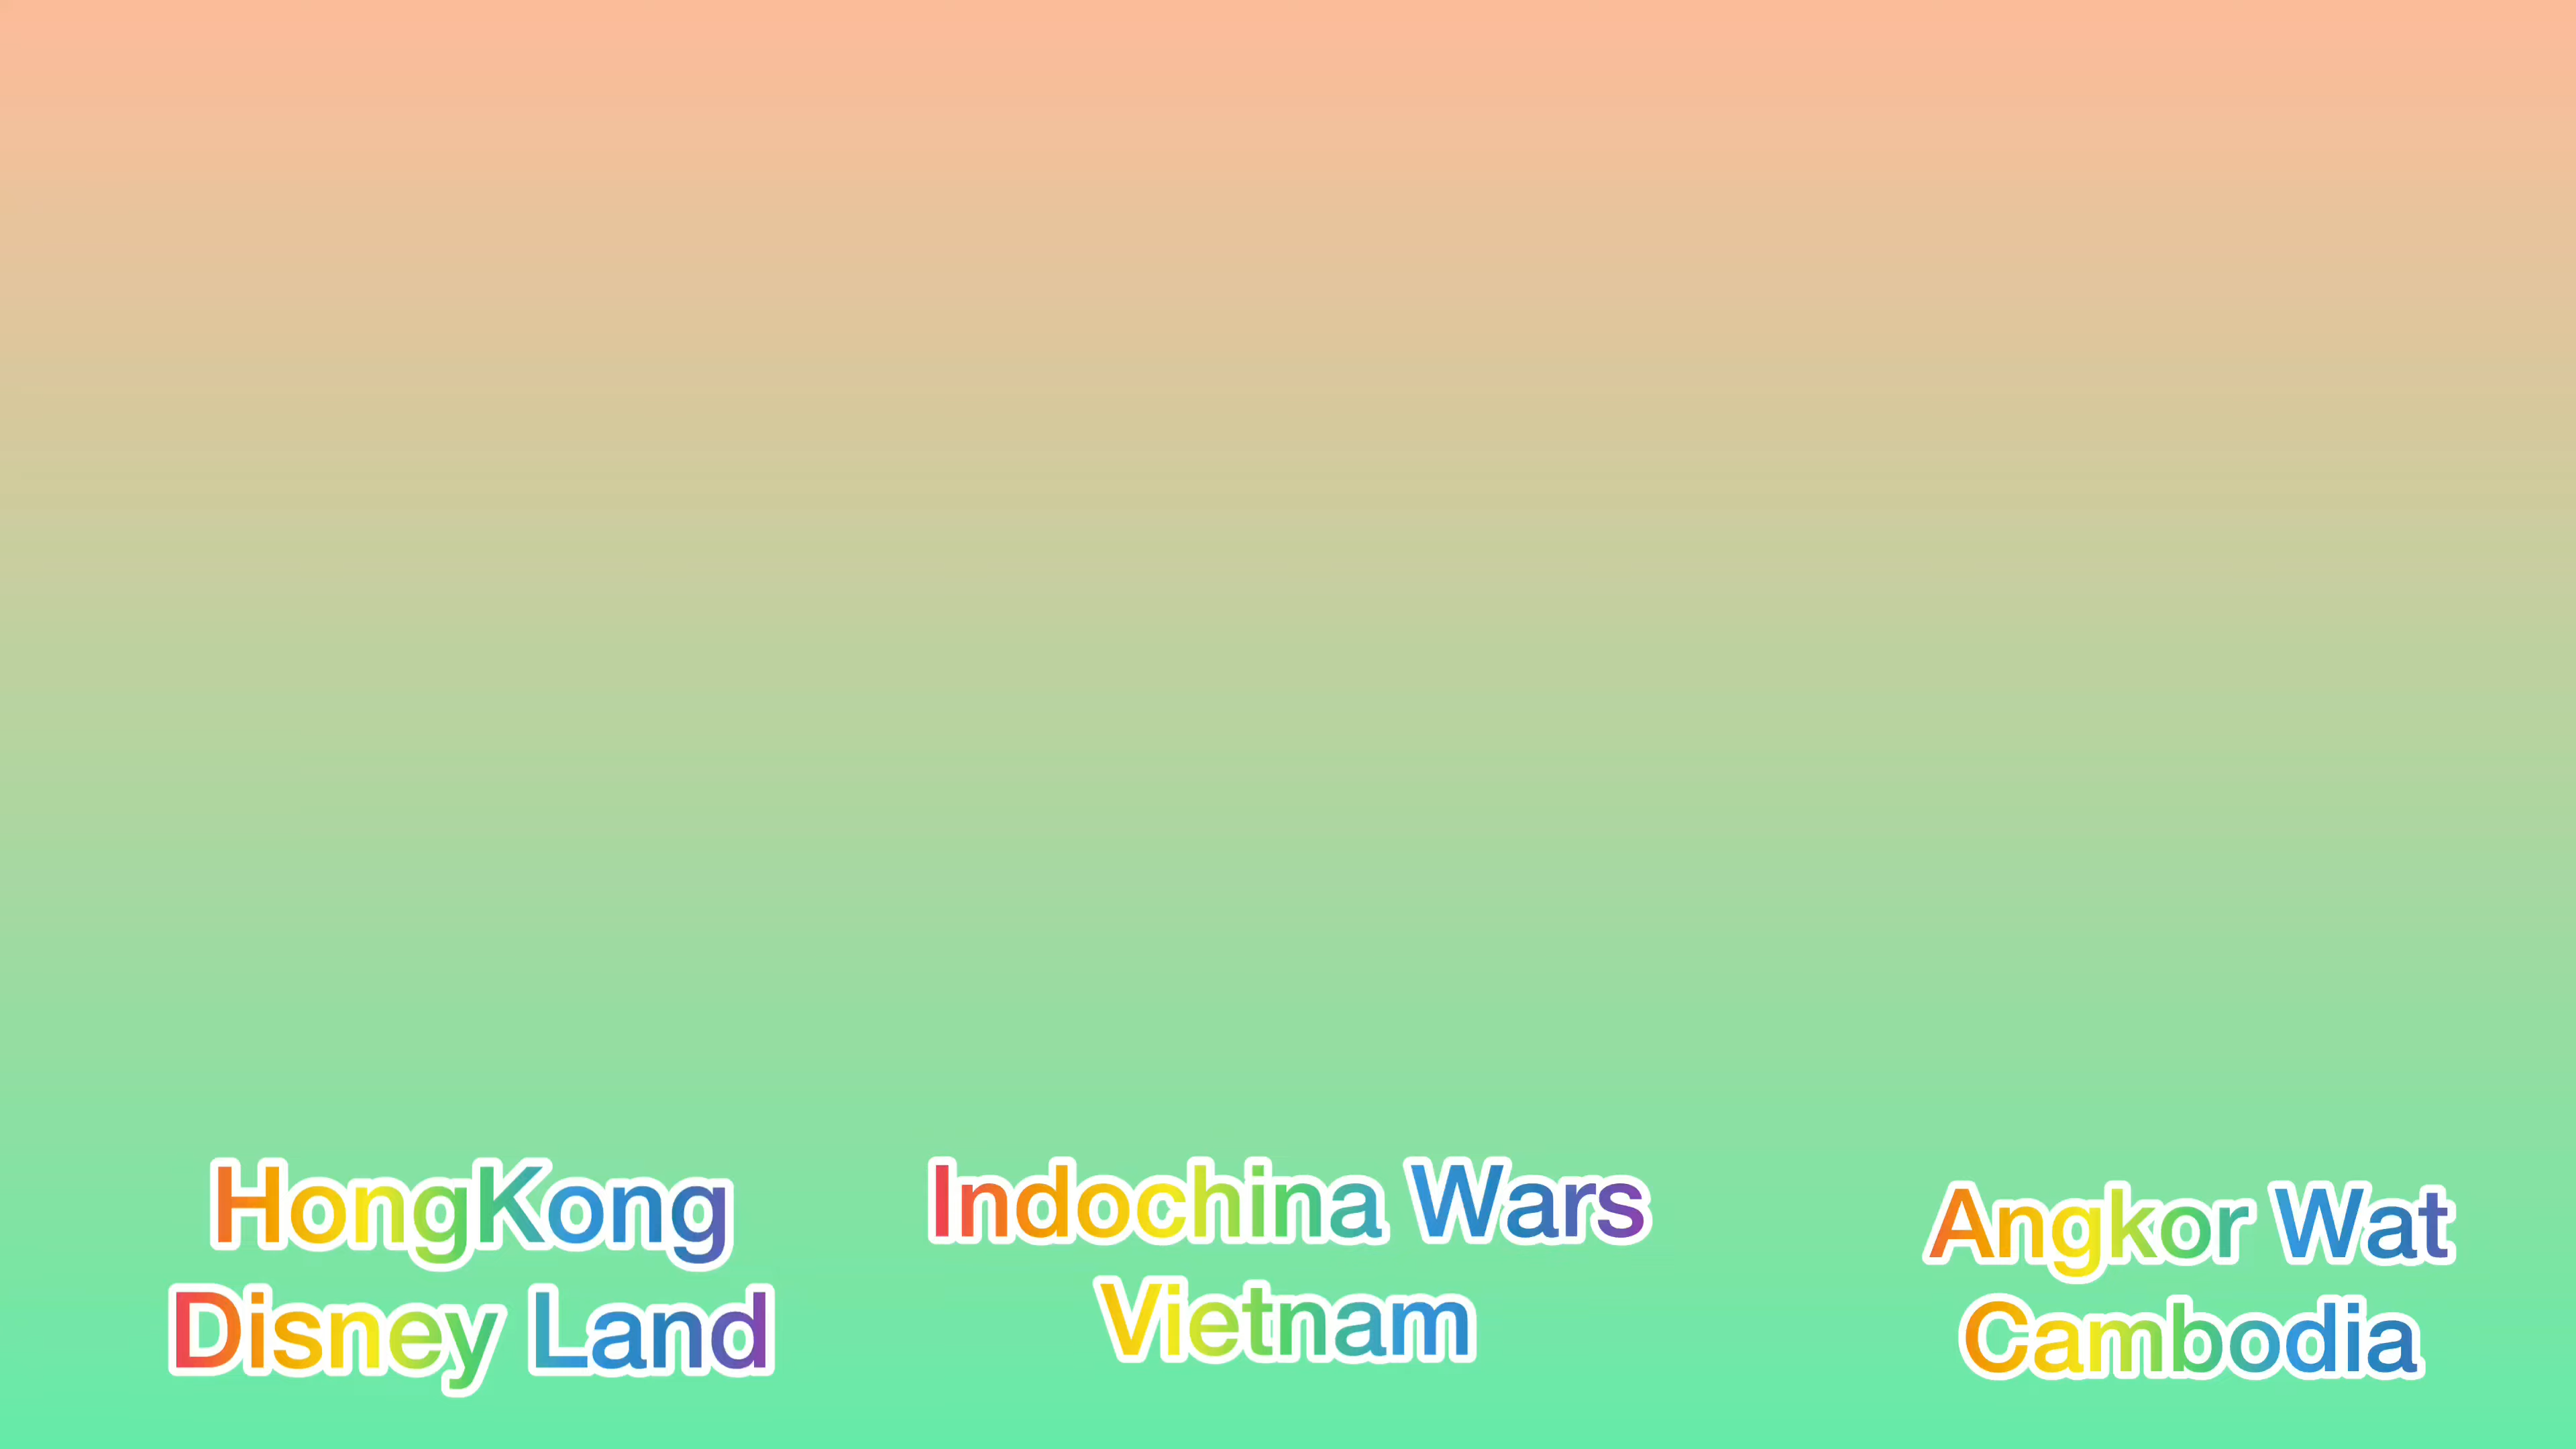 HongKong
Disney Land
Indochina Wars
Vietnam
Angkor Wat
Cambodia